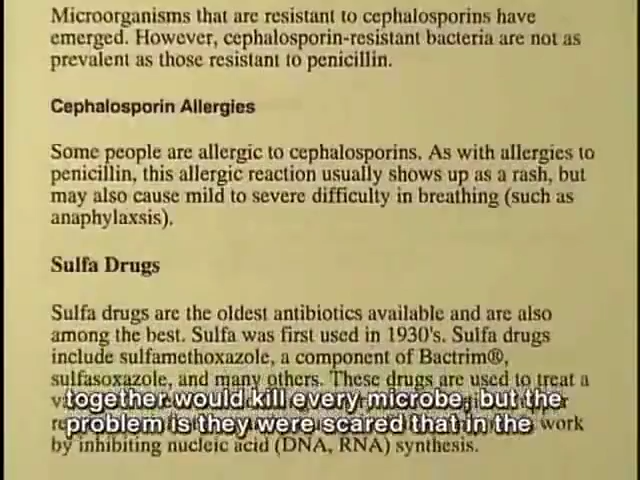 Microorganisms that are resistant to cephalosporins have
emerged. However, cephalosporin-resistant bacteria are not as
prevalent as those resistant to penicillin.
Cephalosporin Allergies
Some people are allergic to cephalosporins. As with allergies to
penicillin, this allergic reaction usually shows up as a rash, but
may also cause mild to severe difficulty in breathing (such as
anaphylaxsis).
Sulfa Drugs
Sulfa drugs are the oldest antibiotics available and are also
among the best. Sulfa was first used in 1930's. Sulfa drugs
include sulfamethoxazole, a component of Bactrim®,
sulfasoxazole, and many others. These drugs are used to treat a
together would kill every microbe, but the
problem is they were scared that in the
work
by inhibiting nucleic acid (DNA, RNA) synthesis.